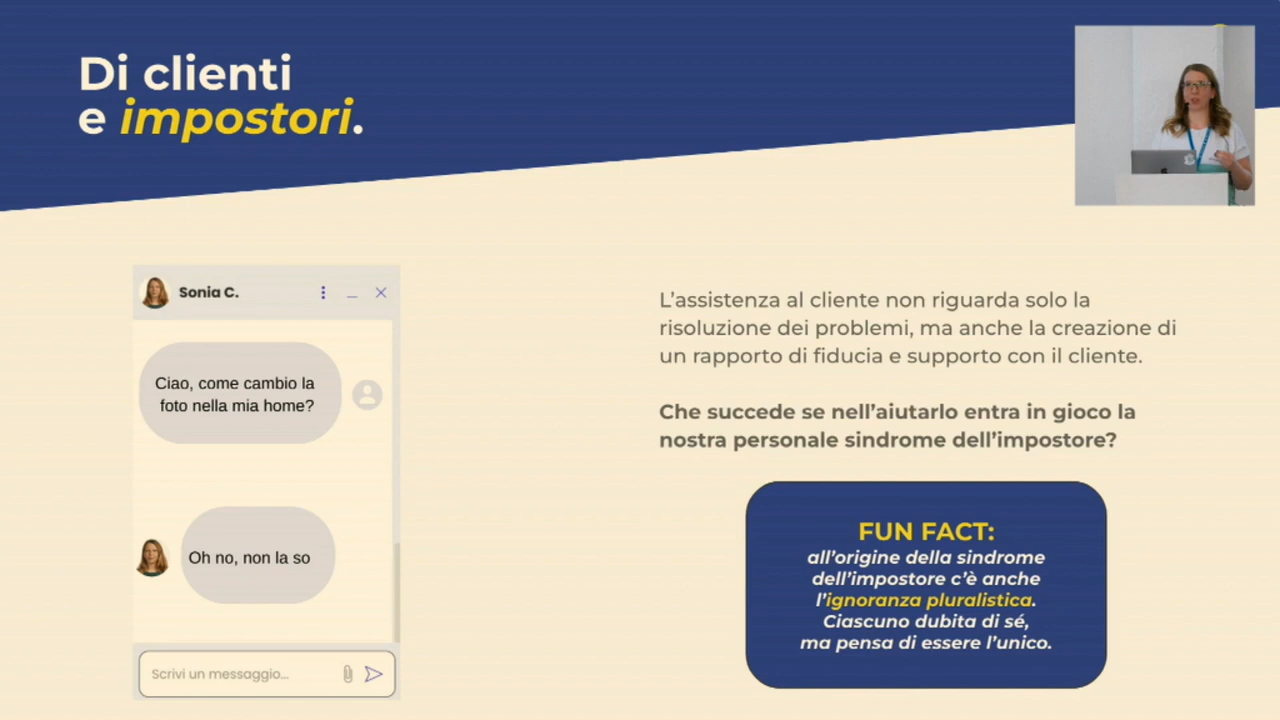 Di clienti
e impostori.
Sonia C.
Ciao, come cambio la
foto nella mia home?
Oh no, non la so
Scrivi un messaggio...
L'assistenza al cliente non riguarda solo la
risoluzione dei problemi, ma anche la creazione di
un rapporto di fiducia e supporto con il cliente.
Che succede se nell'aiutarlo entra in gioco la
nostra personale sindrome dell'impostore?
FUN FACT:
all'origine della sindrome
dell'impostore c'è anche
l'ignoranza pluralistica.
Ciascuno dubita di sé,
ma pensa di essere l'unico.